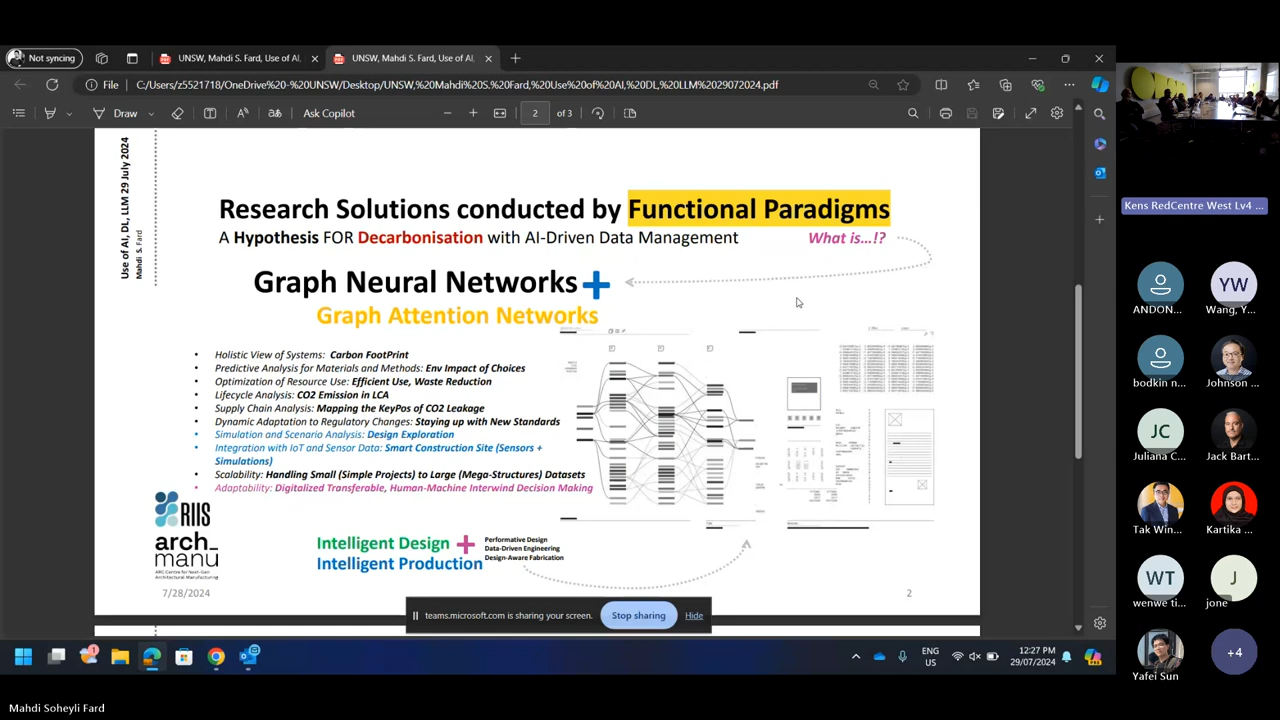 Not syncing
UNSW, Mahdi S. Fard, Use of AI,
UNSW, Mahdi S. Fard, Use of AI,
File
C:/Users/z5521718/OneDrive%20-%20UNSW/Desktop/UNSW,%20Mahdi%20S.%20Fard,%20Use%20of%20AI,%20DL,%20LLM%2029072024.pdf
Draw
Ask Copilot
2 of 3
Use of AI, DL, LLM 29 July 2024
Mahdi S. Fard
Research Solutions conducted by Functional Paradigms
A Hypothesis FOR Decarbonisation with AI-Driven Data Management
What is...!?
Graph Neural Networks+
Graph Attention Networks
• Holistic View of Systems: Carbon FootPrint
• Predictive Analysis for Materials and Methods: Env Impact of Choices
• Optimization of Resource Use: Efficient Use, Waste Reduction
• Lifecycle Analysis: CO2 Emission in LCA
• Supply Chain Analysis: Mapping the KeyPos of CO2 Leakage
• Dynamic Adaptation to Regulatory Changes: Staying up with New Standards
• Simulation and Scenario Analysis: Design Exploration
• Integration with IoT and Sensor Data: Smart Construction Site (Sensors +
Simulations)
• Scalability: Handling Small (Simple Projects) to Large (Mega-Structures) Datasets
• Adaptability: Digitalized Transferable, Human-Machine Interwind Decision Making
RIIS
arch_
manu
ARC Centre for Next-Gen
Architectural Manufacturing
Intelligent Design +
Intelligent Production
Performative Design
Data-Driven Engineering
Design-Aware Fabrication
7/28/2024
2
teams.microsoft.com is sharing your screen.
Stop sharing
Hide
1
ENG
US
12:27 PM
29/07/2024
Kens RedCentre West Lv4 ...
ANDON...
YW
Wang, Y...
bodkin n...
Johnson ...
JC
Juliana C...
Jack Bart...
Tak Win...
Kartika ...
WT
wenwe ti...
J
jone
Yafei Sun
+4
Mahdi Soheyli Fard